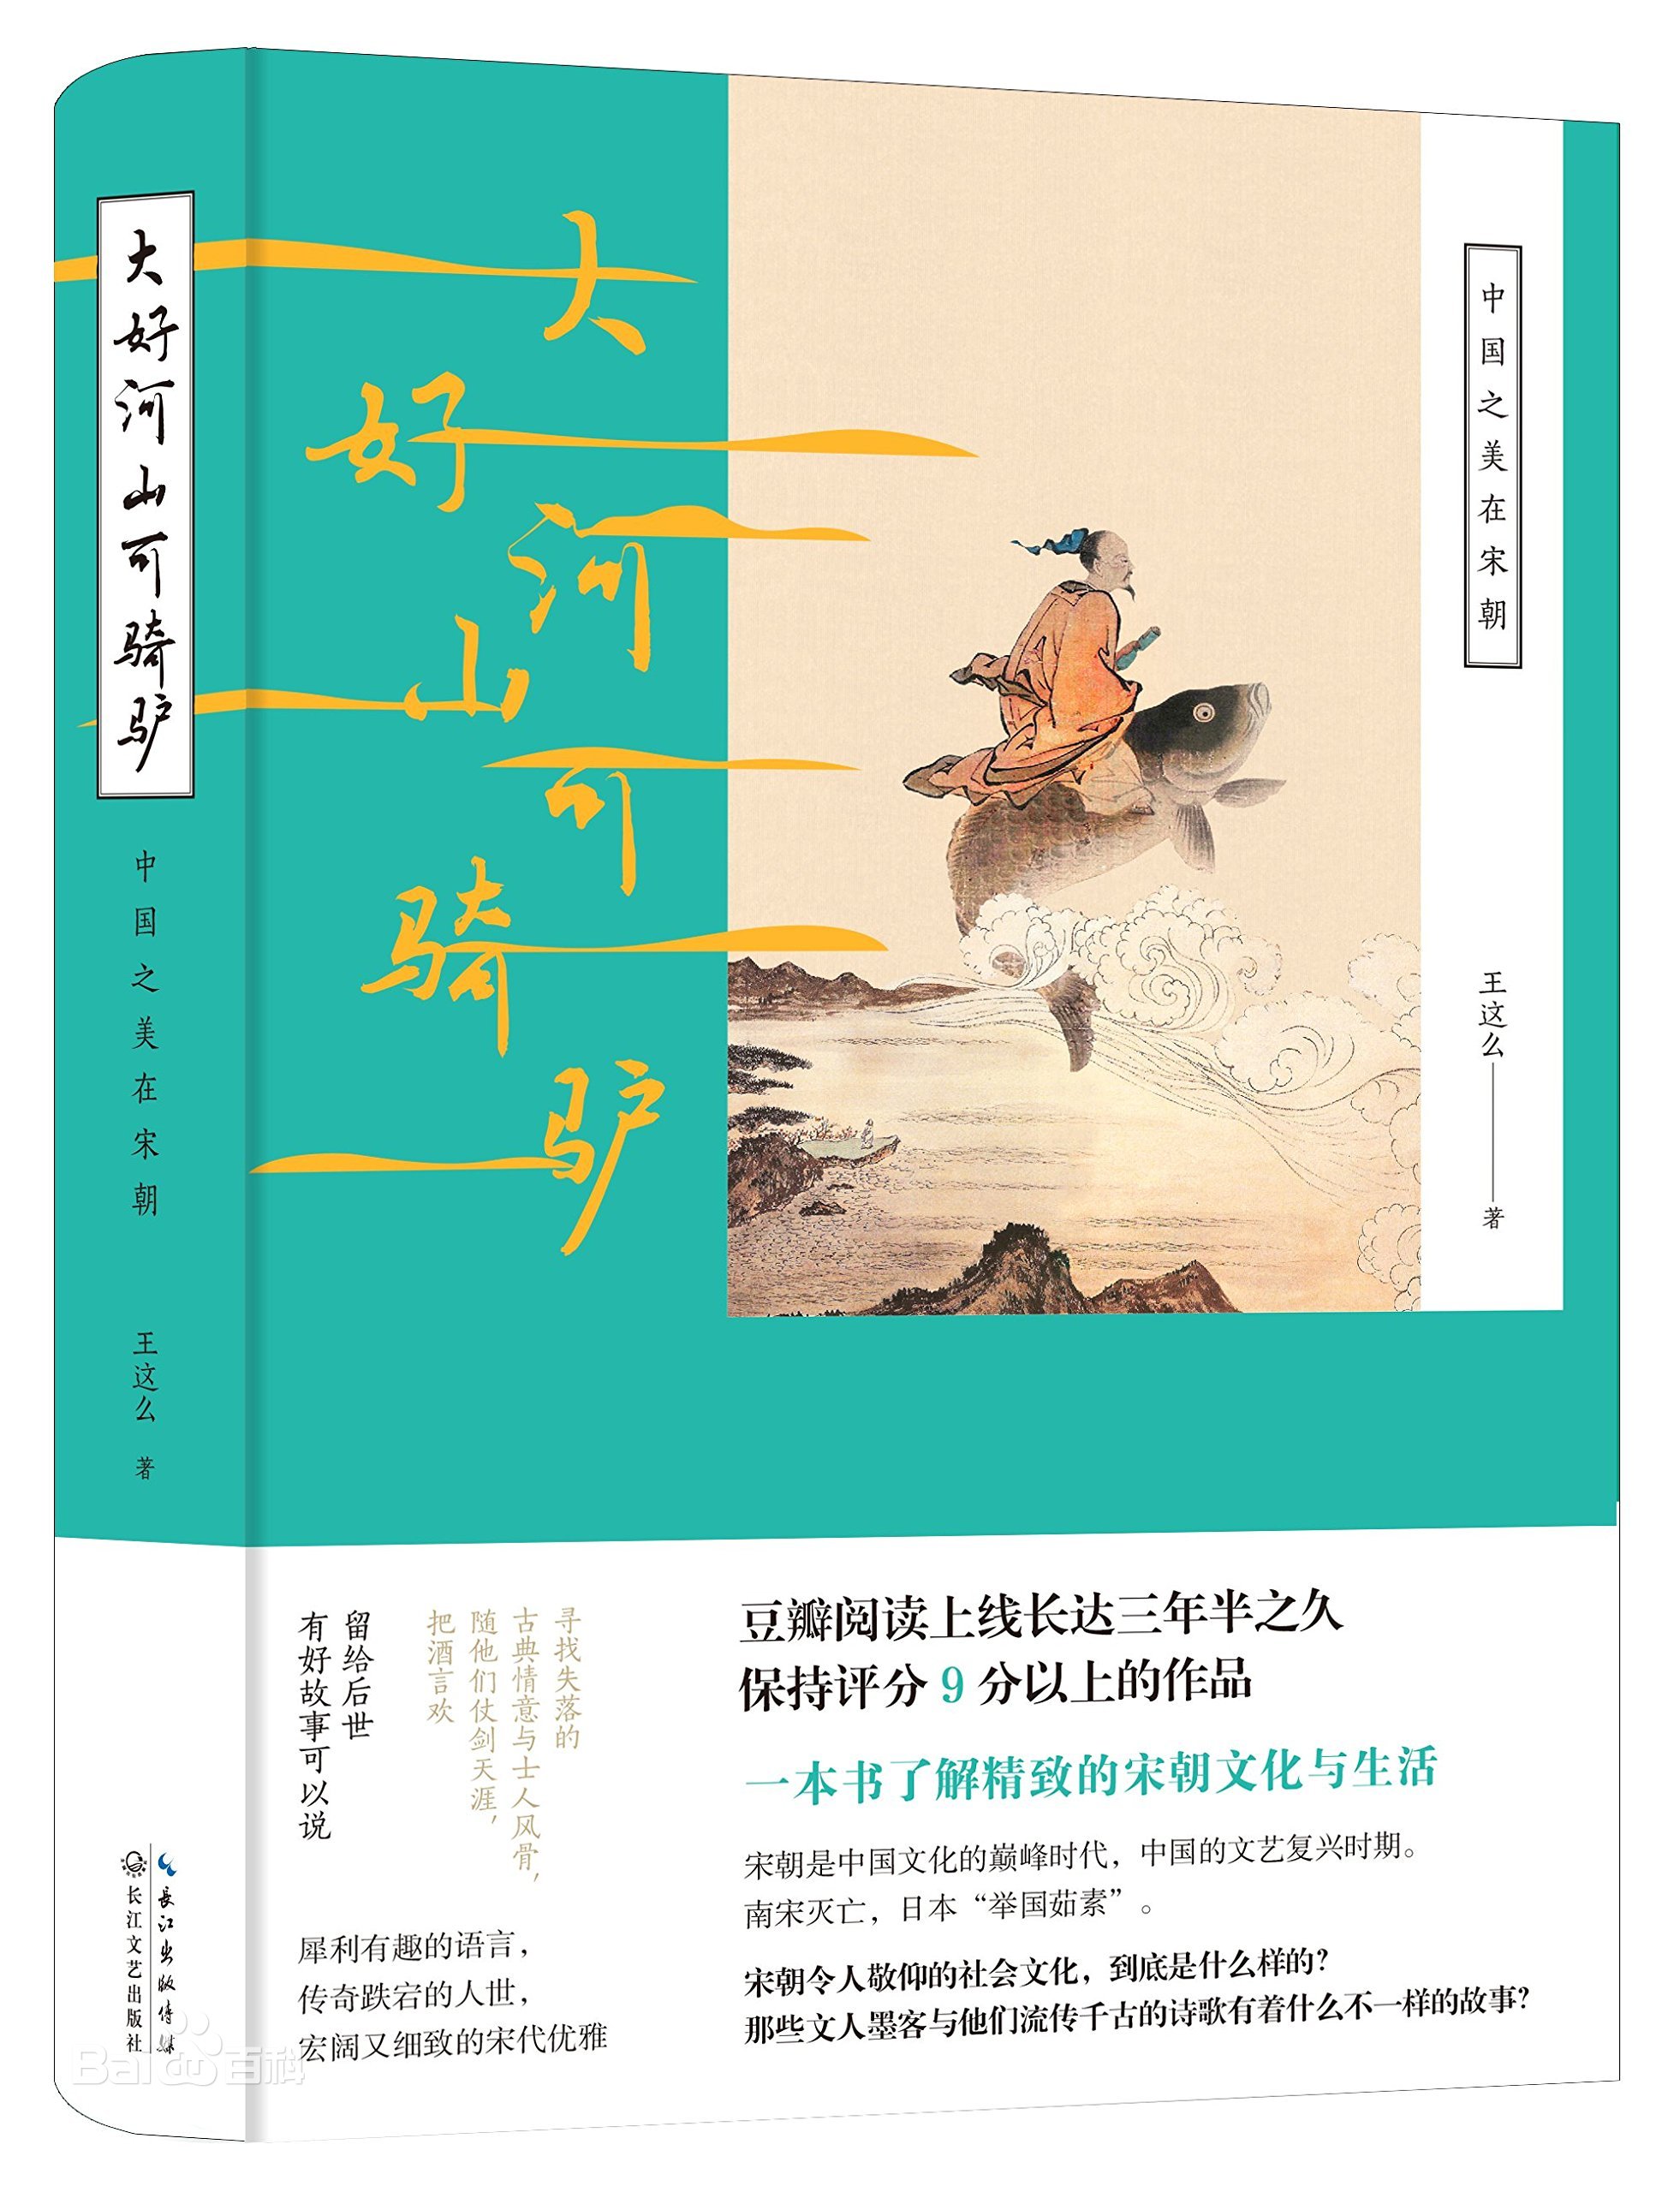 大好河山可骑驴
中国之美在宋朝
王这么 著
长江出版传媒
长江文艺出版社
大好河山可骑驴
中国之美在宋朝
王这么 著
寻找失落的
古典情意与士人风骨，
随他们仗剑天涯，
把酒言欢
留给后世
有好故事可以说
犀利有趣的语言，
传奇跌宕的人世，
宏阔又细致的宋代优雅
豆瓣阅读上线长达三年半之久
保持评分9分以上的作品
一本书了解精致的宋朝文化与生活
宋朝是中国文化的巅峰时代，中国的文艺复兴时期。
南宋灭亡，日本“举国茹素”。
宋朝令人敬仰的社会文化，到底是什么样的？
那些文人墨客与他们流传千古的诗歌有着什么不一样的故事？
Bai百科